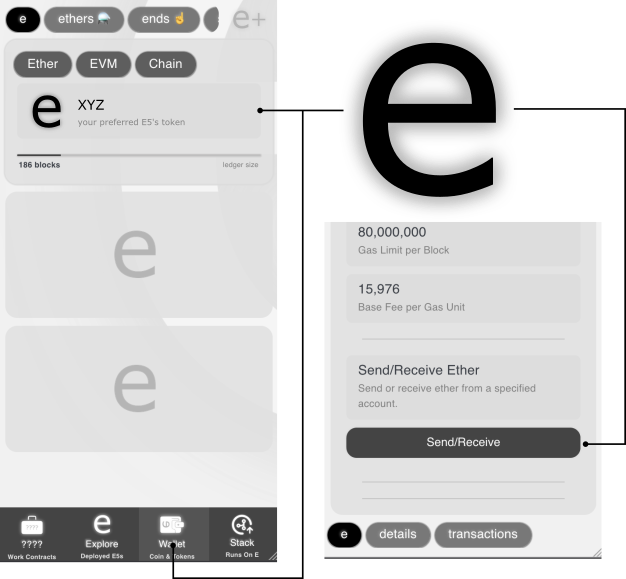 e ethers ends e+
Ether EVM Chain
e XYZ
your preferred E5's token
186 blocks ledger size
e
e
???? Explore Wallet Stack
Work Contracts Deployed E5s Coin & Tokens Runs On E
e
80,000,000
Gas Limit per Block
15,976
Base Fee per Gas Unit
Send/Receive Ether
Send or receive ether from a specified
account.
Send/Receive
e details transactions